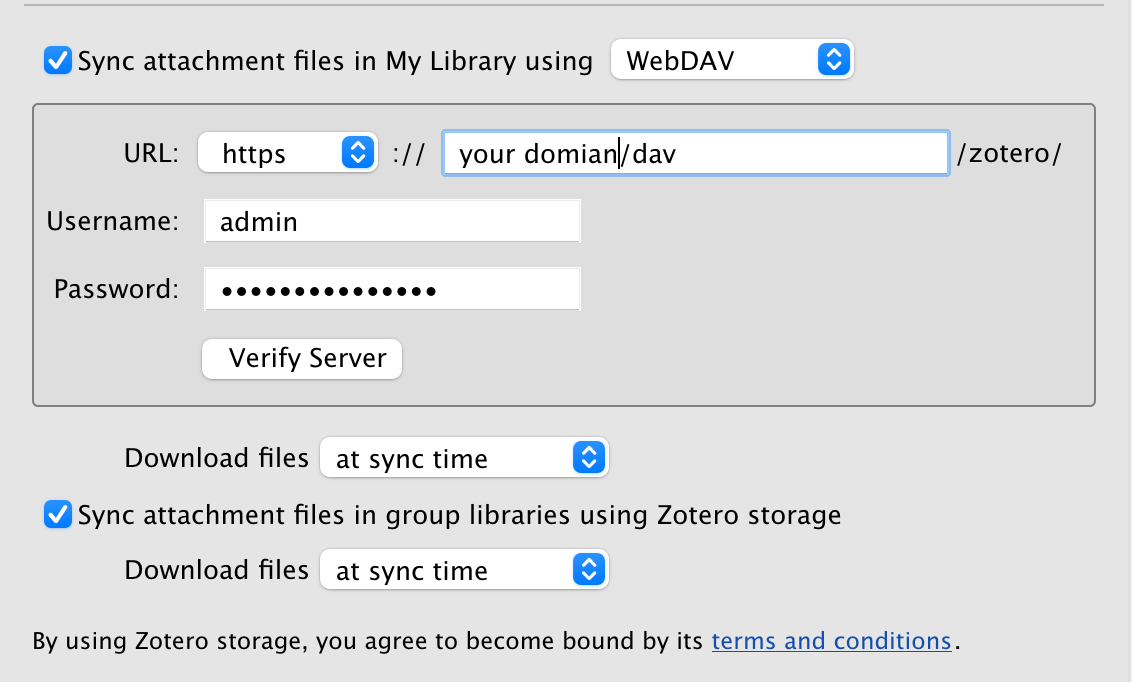 Sync attachment files in My Library using WebDAV
URL: https :// your domian/dav /zotero/
Username: admin
Password: •••••••••••••••
Verify Server
Download files at sync time
Sync attachment files in group libraries using Zotero storage
Download files at sync time
By using Zotero storage, you agree to become bound by its terms and conditions.